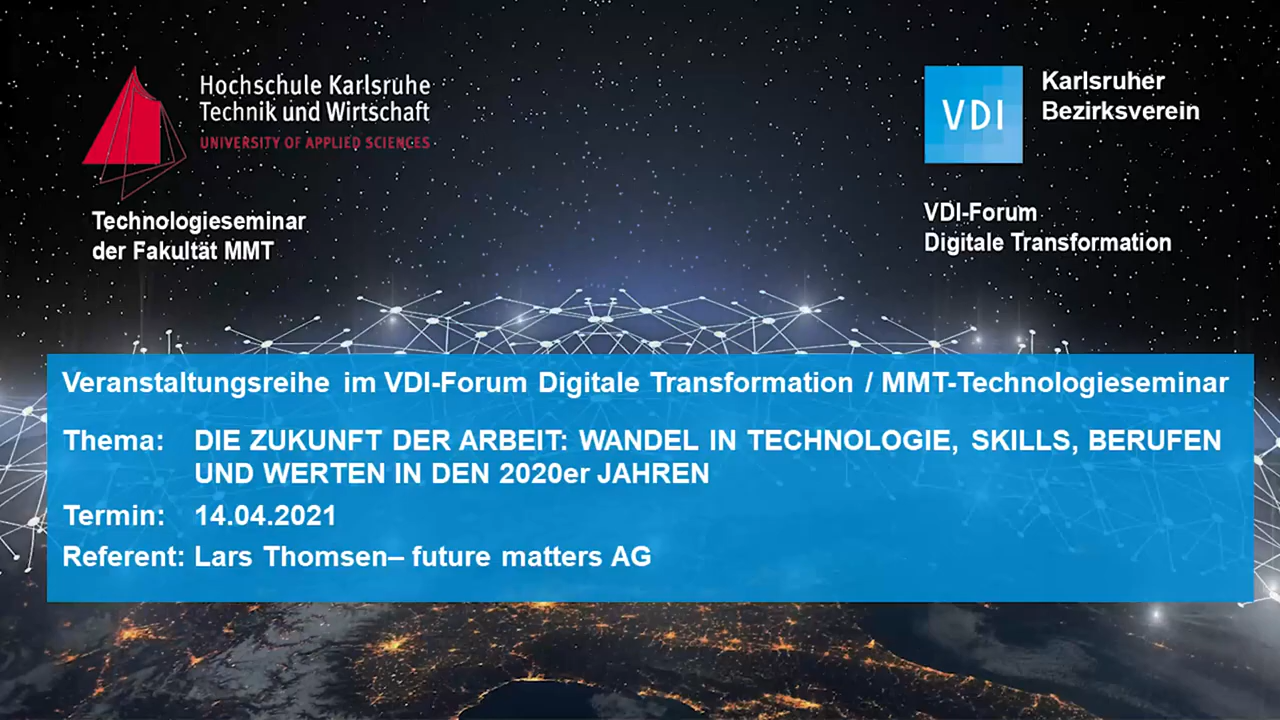 Hochschule Karlsruhe
Technik und Wirtschaft
UNIVERSITY OF APPLIED SCIENCES
Technologieseminar
der Fakultät MMT
VDI
Karlsruher
Bezirksverein
VDI-Forum
Digitale Transformation
Veranstaltungsreihe im VDI-Forum Digitale Transformation / MMT-Technologieseminar
Thema: DIE ZUKUNFT DER ARBEIT: WANDEL IN TECHNOLOGIE, SKILLS, BERUFEN
UND WERTEN IN DEN 2020er JAHREN
Termin: 14.04.2021
Referent: Lars Thomsen– future matters AG